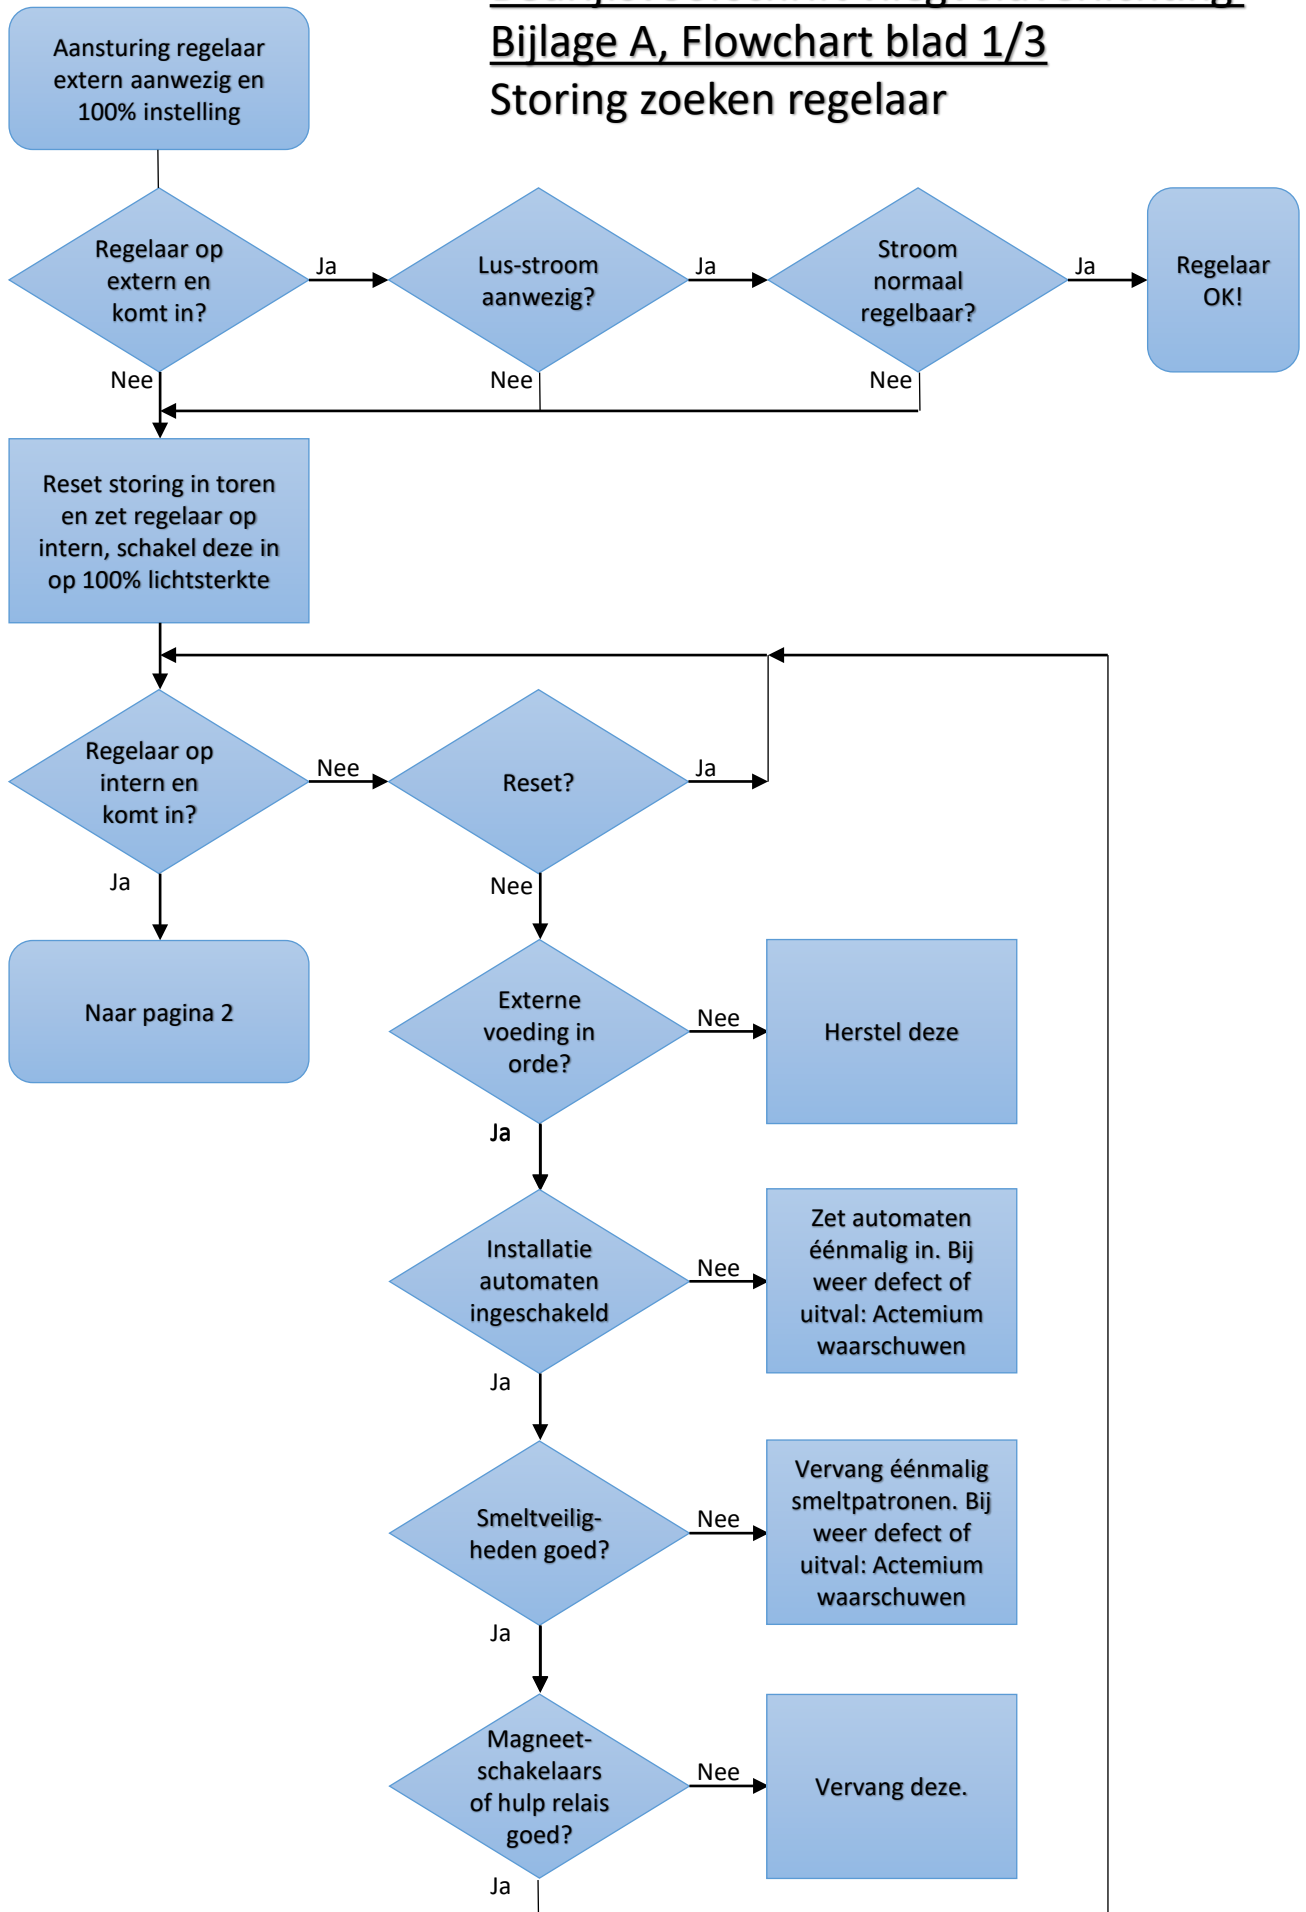 Bijlage A, Flowchart blad 1/3
Storing zoeken regelaar
Aansturing regelaar
extern aanwezig en
100% instelling
Regelaar op
extern en
komt in?
Ja
Lus-stroom
aanwezig?
Ja
Stroom
normaal
regelbaar?
Ja
Regelaar
OK!
Nee
Nee
Nee
Reset storing in toren
en zet regelaar op
intern, schakel deze in
op 100% lichtsterkte
Regelaar op
intern en
komt in?
Nee
Reset?
Ja
Ja
Nee
Naar pagina 2
Externe
voeding in
orde?
Nee
Herstel deze
Ja
Installatie
automaten
ingeschakeld
Nee
Zet automaten
éénmalig in. Bij
weer defect of
uitval: Actemium
waarschuwen
Ja
Smeltveilig-
heden goed?
Nee
Vervang éénmalig
smeltpatronen. Bij
weer defect of
uitval: Actemium
waarschuwen
Ja
Magneet-
schakelaars
of hulp relais
goed?
Nee
Vervang deze.
Ja